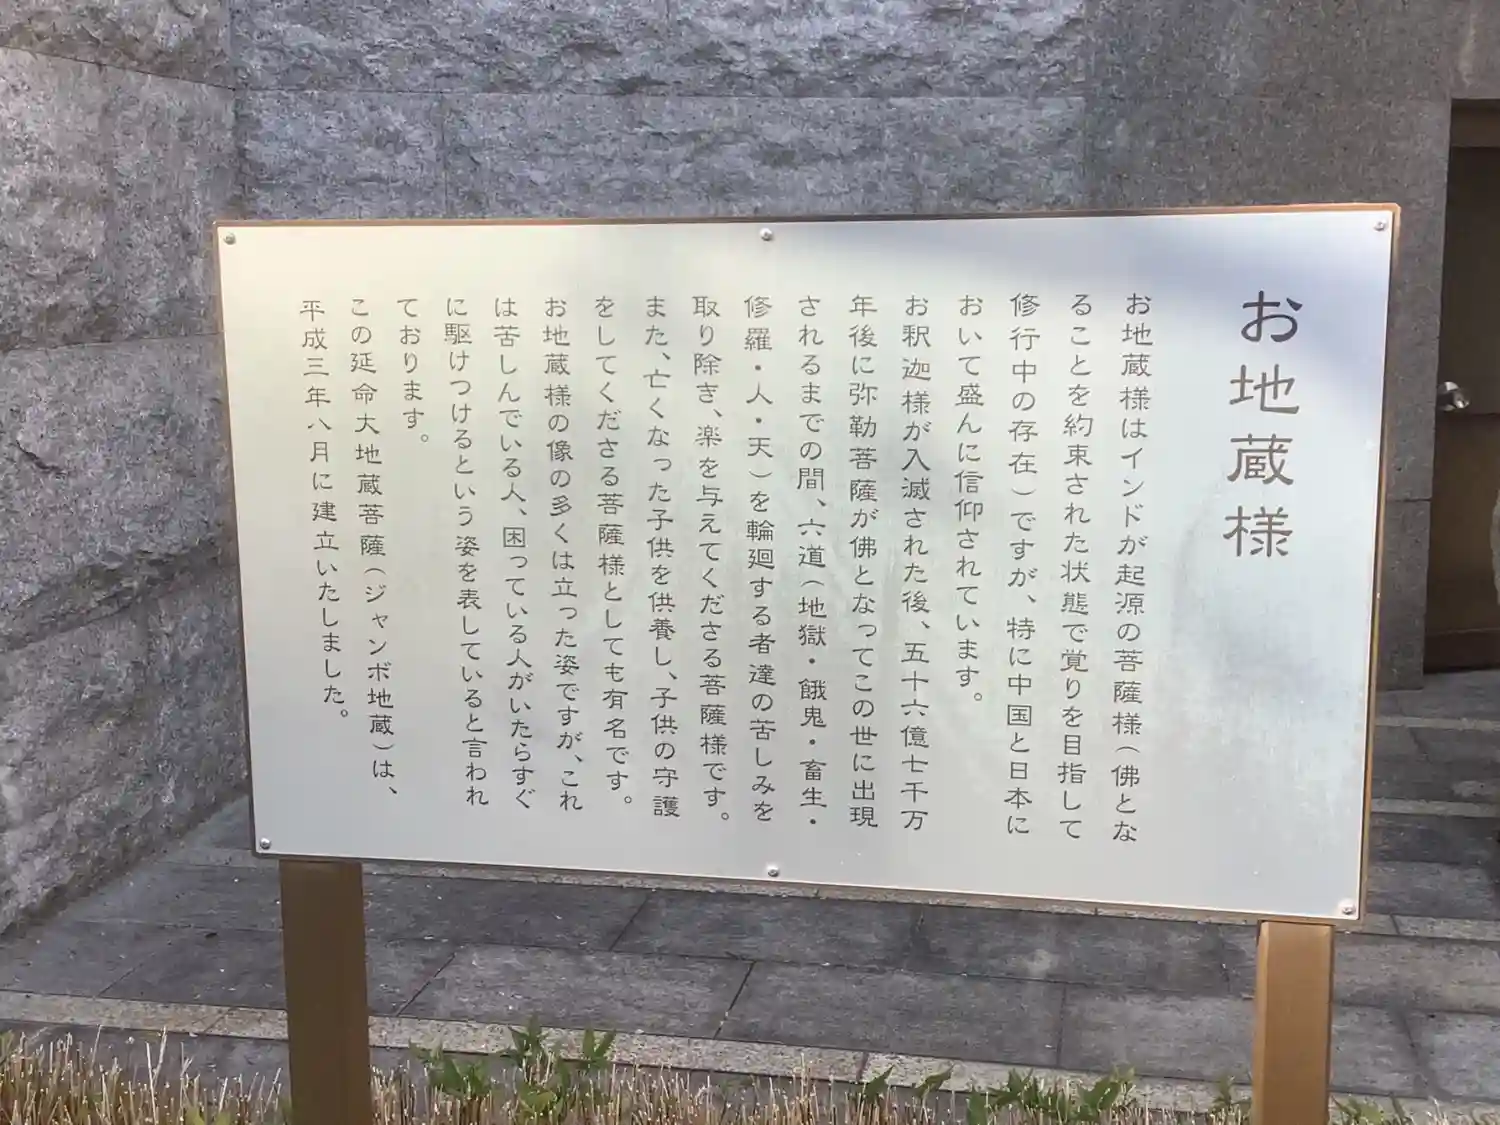 お地蔵様
お地蔵様はインドが起源の菩薩様（佛とな
ることを約束された状態で覚りを目指して
修行中の存在）ですが、特に中国と日本に
おいて盛んに信仰されています。
お釈迦様が入滅された後、五十六億七千万
年後に弥勒菩薩が佛となってこの世に出現
されるまでの間、六道（地獄・餓鬼・畜生・
修羅・人・天）を輪廻する者達の苦しみを
取り除き、楽を与えてくださる菩薩様です。
また、亡くなった子供を供養し、子供の守護
をしてくださる菩薩様としても有名です。
お地蔵様の像の多くは立った姿ですが、これ
は苦しんでいる人、困っている人がいたらすぐ
に駆けつけるという姿を表していると言われ
ております。
この延命大地蔵菩薩（ジャンボ地蔵）は、
平成三年八月に建立いたしました。